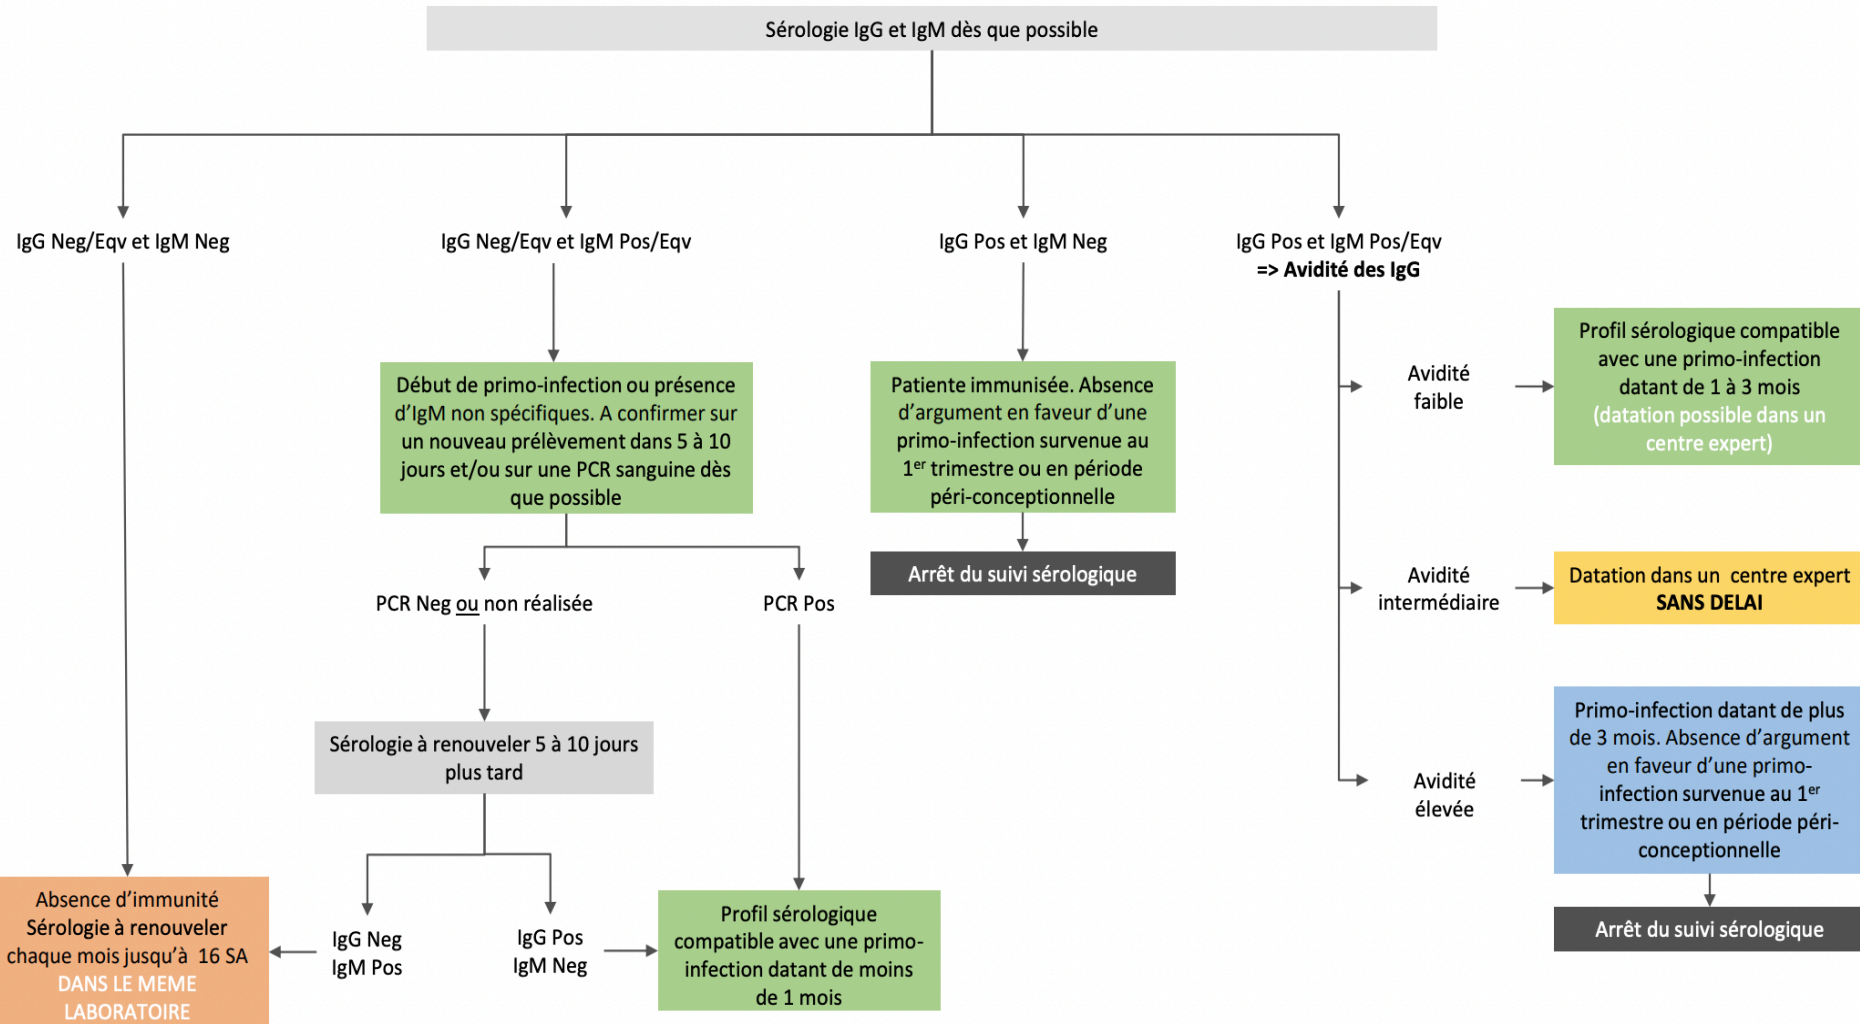 Sérologie IgG et IgM dès que possible
IgG Neg/Eqv et IgM Neg
IgG Neg/Eqv et IgM Pos/Eqv
IgG Pos et IgM Neg
IgG Pos et IgM Pos/Eqv
=> Avidité des IgG
Début de primo-infection ou présence
d’IgM non spécifiques. A confirmer sur
un nouveau prélèvement dans 5 à 10
jours et/ou sur une PCR sanguine dès
que possible
Patiente immunisée. Absence
d’argument en faveur d’une
primo-infection survenue au
1er trimestre ou en période
péri-conceptionnelle
Arrêt du suivi sérologique
Avidité
faible
Profil sérologique compatible
avec une primo-infection
datant de 1 à 3 mois
(datation possible dans un
centre expert)
Avidité
intermédiaire
Datation dans un centre expert
SANS DELAI
Avidité
élevée
Primo-infection datant de plus
de 3 mois. Absence d’argument
en faveur d’une primo-
infection survenue au 1er
trimestre ou en période péri-
conceptionnelle
Arrêt du suivi sérologique
PCR Neg ou non réalisée
PCR Pos
Sérologie à renouveler 5 à 10 jours
plus tard
IgG Neg
IgM Pos
IgG Pos
IgM Neg
Absence d’immunité
Sérologie à renouveler
chaque mois jusqu’à 16 SA
DANS LE MEME
LABORATOIRE
Profil sérologique
compatible avec une primo-
infection datant de moins
de 1 mois